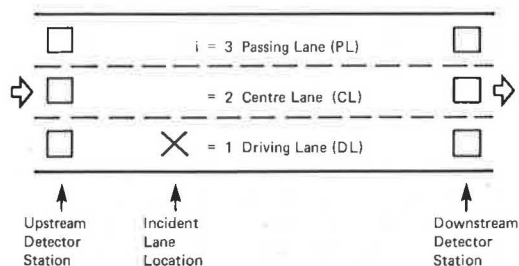 i = 3 Passing Lane (PL)
= 2 Centre Lane (CL)
= 1 Driving Lane (DL)
Upstream
Detector
Station
Incident
Lane
Location
Downstream
Detector
Station